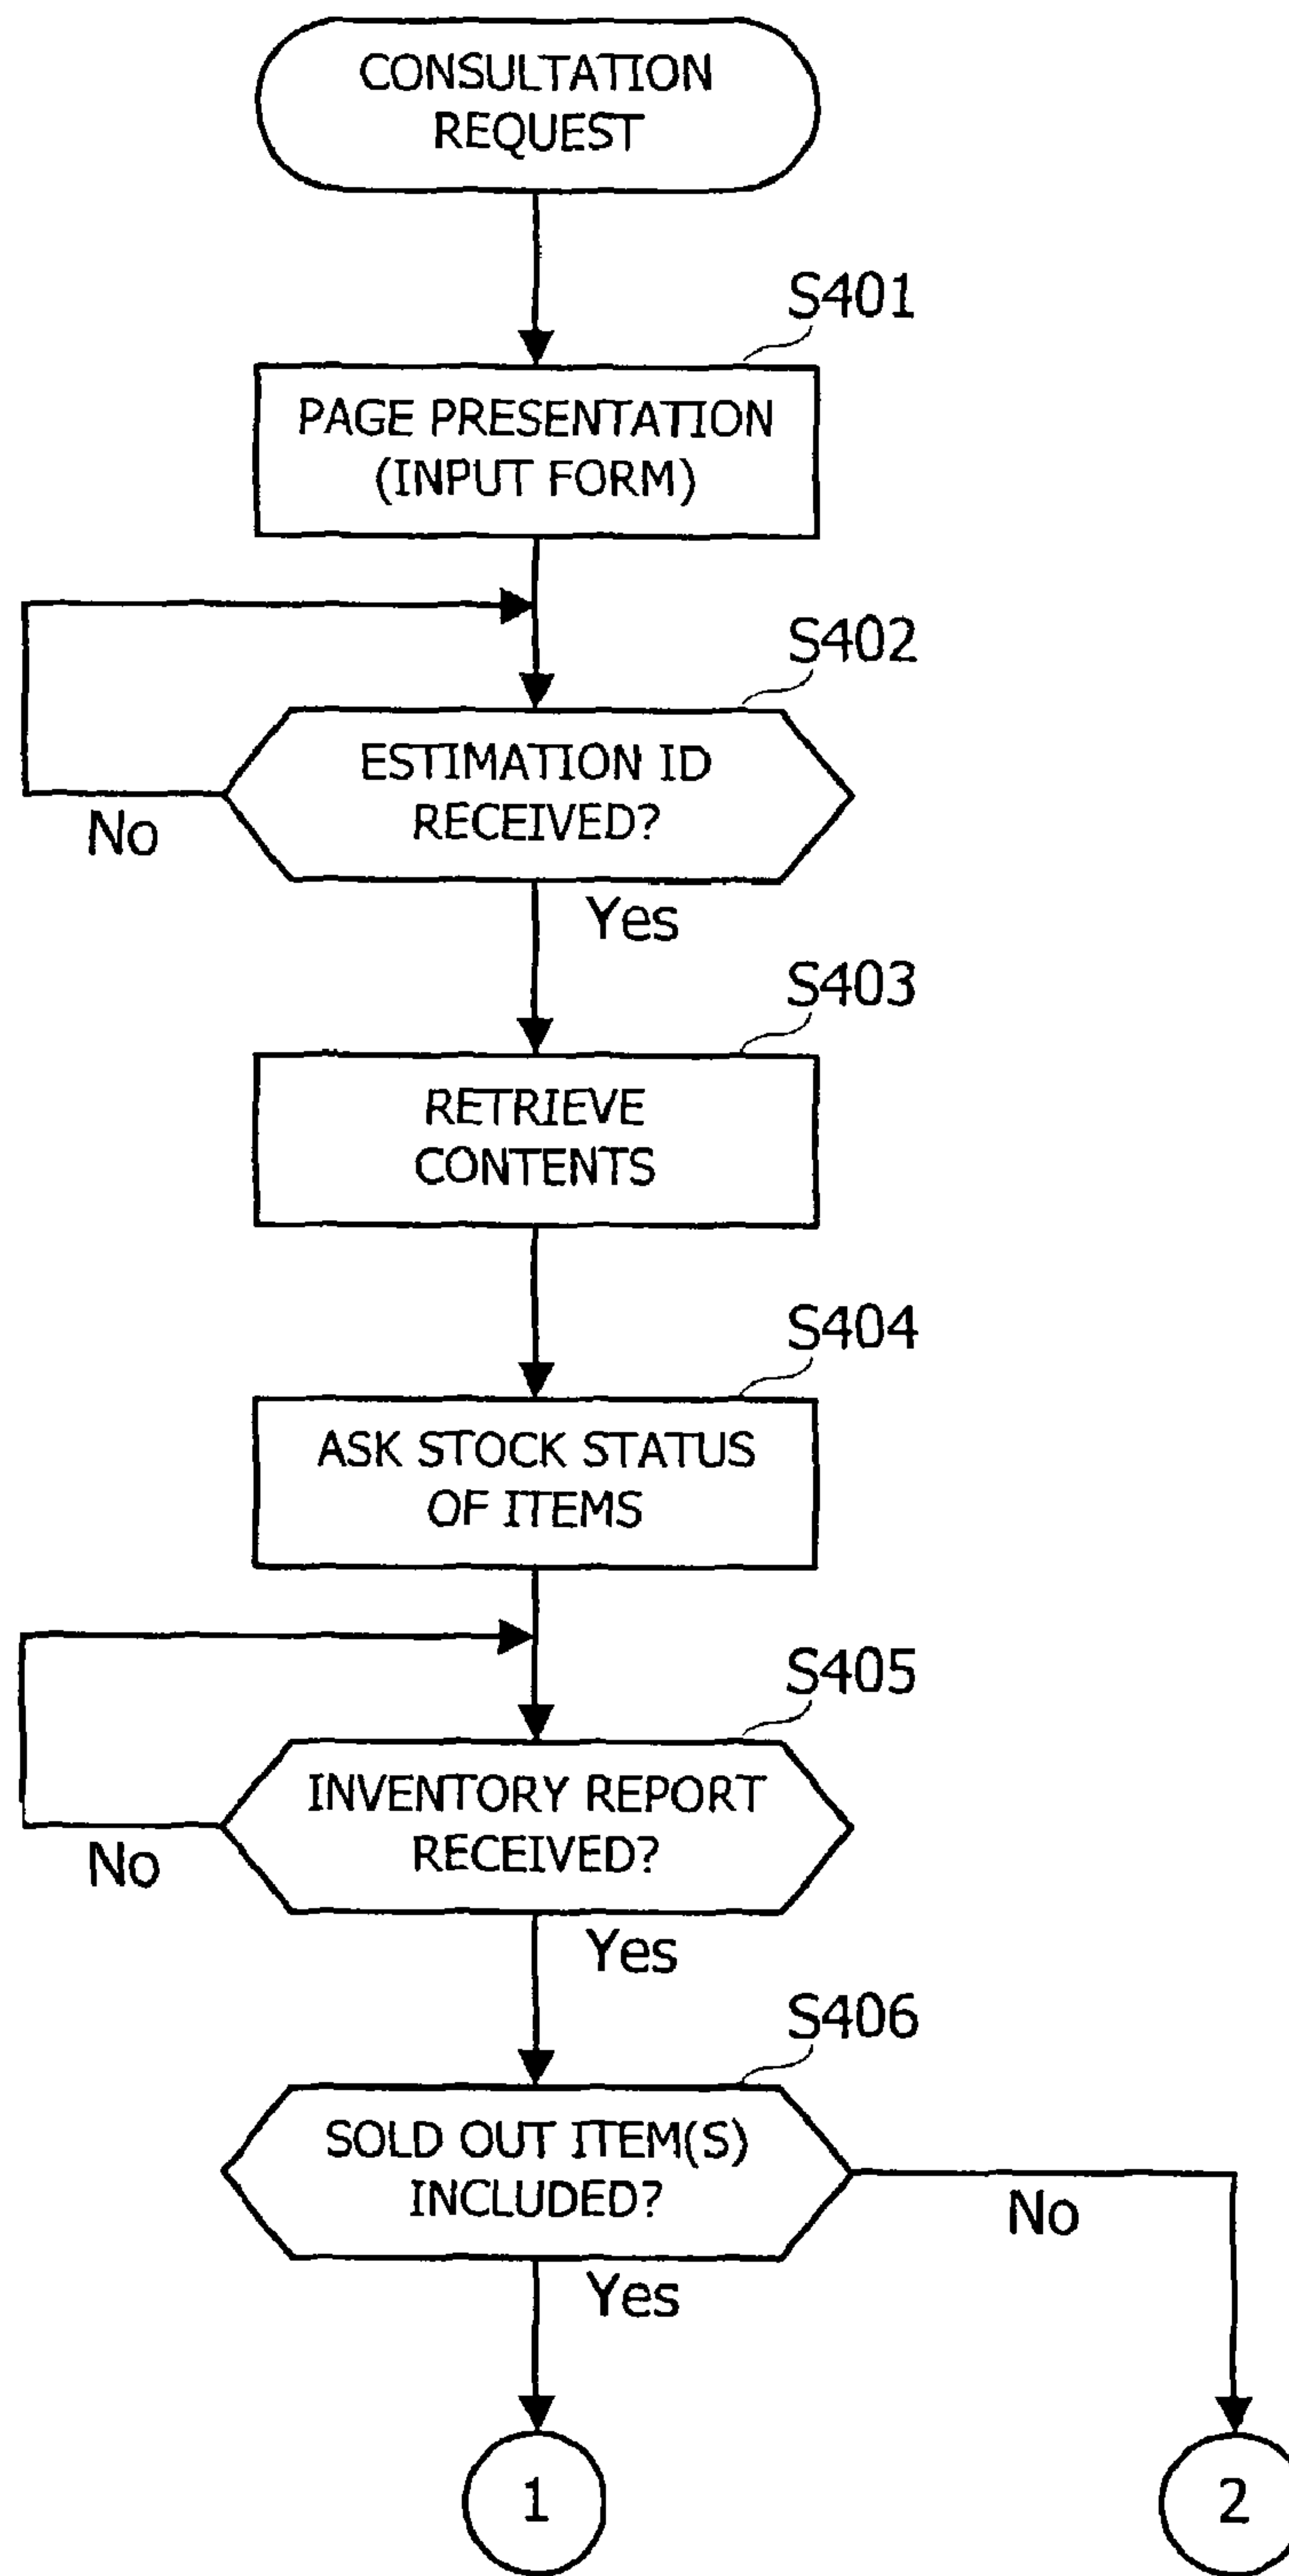 CONSULTATION
REQUEST
S401
PAGE PRESENTATION
(INPUT FORM)
S402
ESTIMATION ID
RECEIVED?
No
Yes
S403
RETRIEVE
CONTENTS
S404
ASK STOCK STATUS
OF ITEMS
S405
INVENTORY REPORT
RECEIVED?
No
Yes
S406
SOLD OUT ITEM(S)
INCLUDED?
No
Yes
1
2